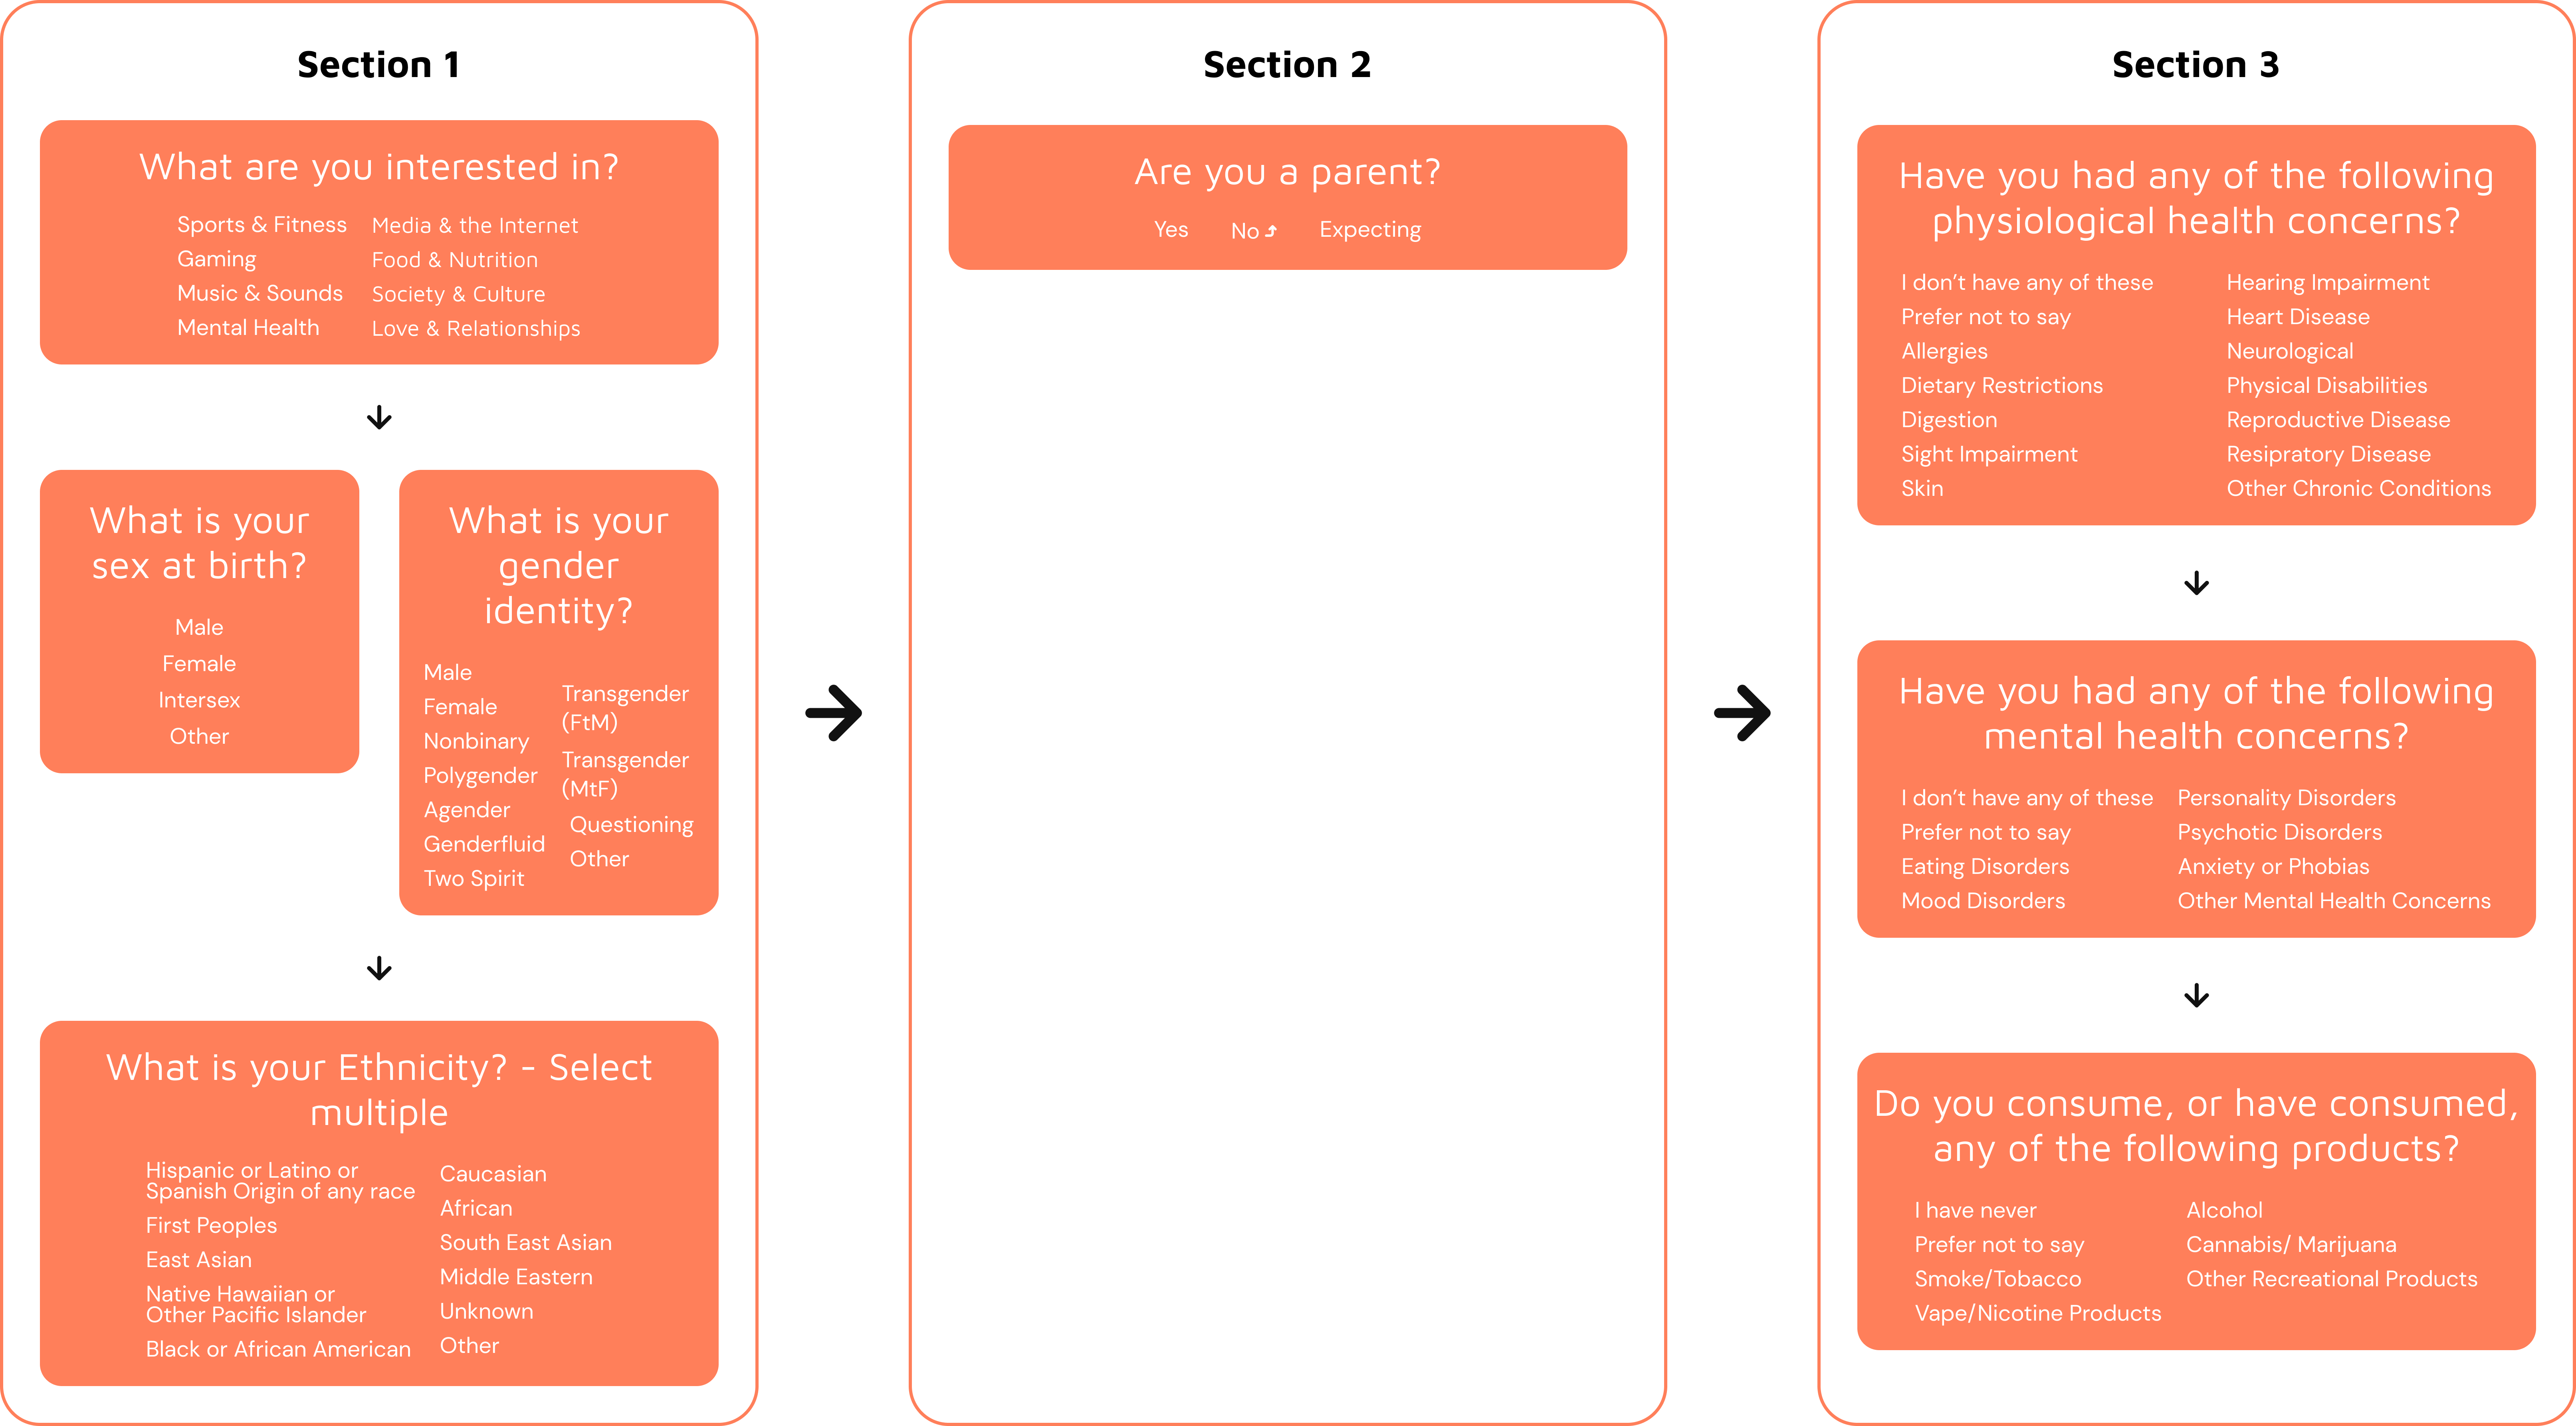 Section 1
What are you interested in?
Sports & Fitness
Gaming
Music & Sounds
Mental Health
Media & the Internet
Food & Nutrition
Society & Culture
Love & Relationships
What is your
sex at birth?
Male
Female
Intersex
Other
What is your
gender
identity?
Male
Female
Nonbinary
Polygender
Agender
Genderfluid
Two Spirit
Transgender
(FtM)
Transgender
(MtF)
Questioning
Other
What is your Ethnicity? - Select
multiple
Hispanic or Latino or
Spanish Origin of any race
First Peoples
East Asian
Native Hawaiian or
Other Pacific Islander
Black or African American
Caucasian
African
South East Asian
Middle Eastern
Unknown
Other
Section 2
Are you a parent?
Yes No Expecting
Section 3
Have you had any of the following
physiological health concerns?
I don’t have any of these
Prefer not to say
Allergies
Dietary Restrictions
Digestion
Sight Impairment
Skin
Hearing Impairment
Heart Disease
Neurological
Physical Disabilities
Reproductive Disease
Resipratory Disease
Other Chronic Conditions
Have you had any of the following
mental health concerns?
I don’t have any of these
Prefer not to say
Eating Disorders
Mood Disorders
Personality Disorders
Psychotic Disorders
Anxiety or Phobias
Other Mental Health Concerns
Do you consume, or have consumed,
any of the following products?
I have never
Prefer not to say
Smoke/Tobacco
Vape/Nicotine Products
Alcohol
Cannabis/ Marijuana
Other Recreational Products